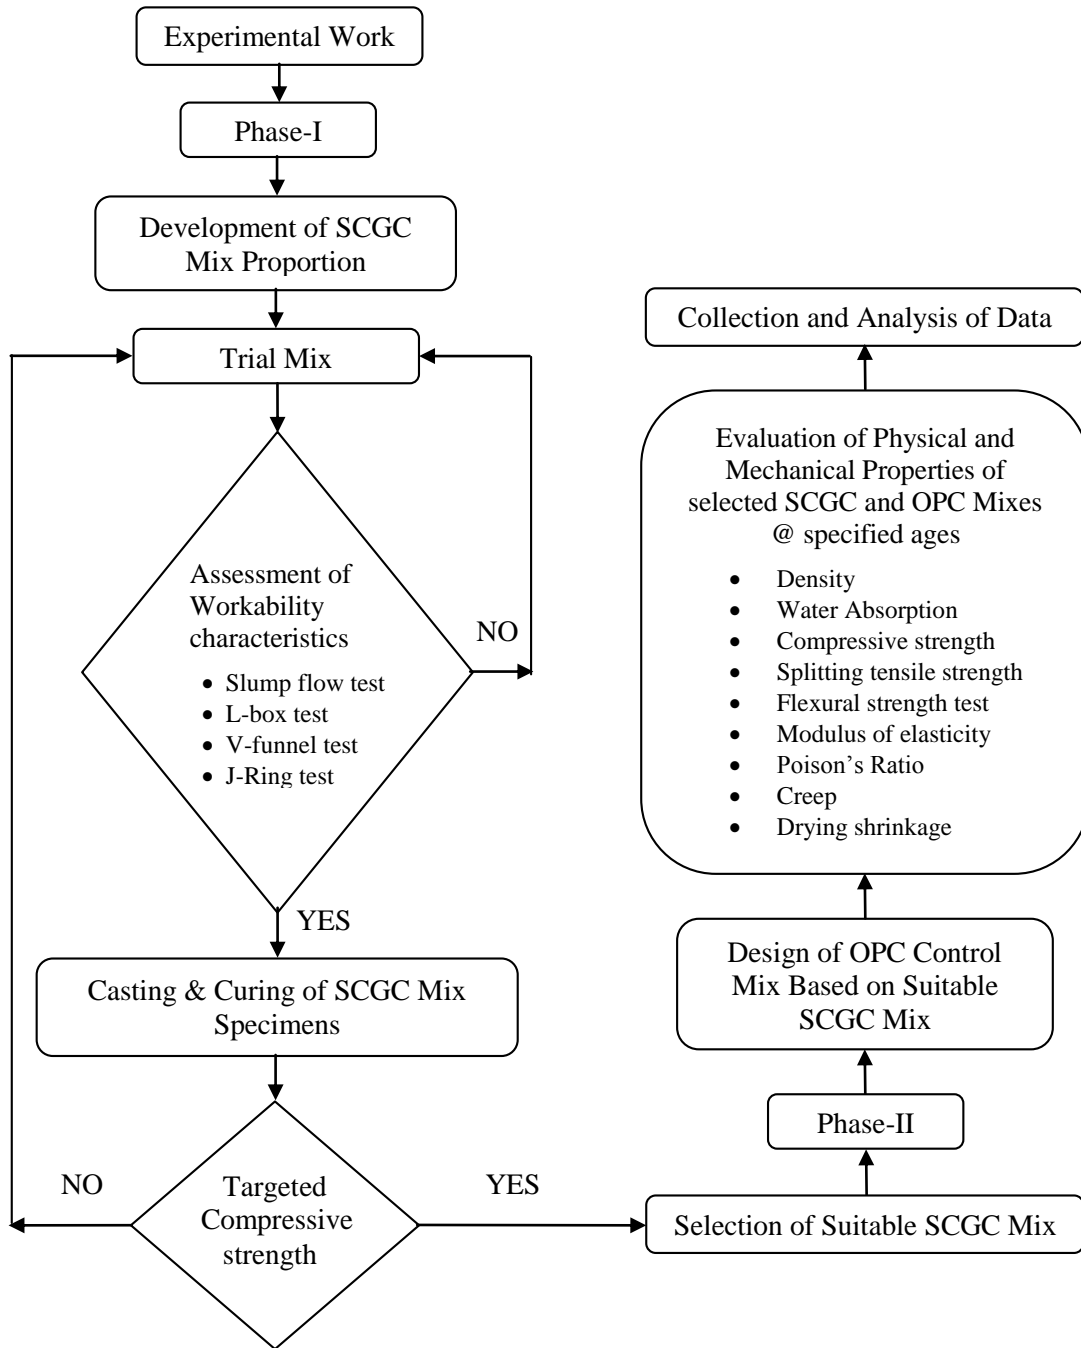 Experimental Work
Phase-I
Development of SCGC
Mix Proportion
Trial Mix
Assessment of
Workability
characteristics
• Slump flow test
• L-box test
• V-funnel test
• J-Ring test
NO
YES
Casting & Curing of SCGC Mix
Specimens
Targeted
Compressive
strength
NO
YES
Selection of Suitable SCGC Mix
Phase-II
Design of OPC Control
Mix Based on Suitable
SCGC Mix
Evaluation of Physical and
Mechanical Properties of
selected SCGC and OPC Mixes
@ specified ages
• Density
• Water Absorption
• Compressive strength
• Splitting tensile strength
• Flexural strength test
• Modulus of elasticity
• Poison's Ratio
• Creep
• Drying shrinkage
Collection and Analysis of Data